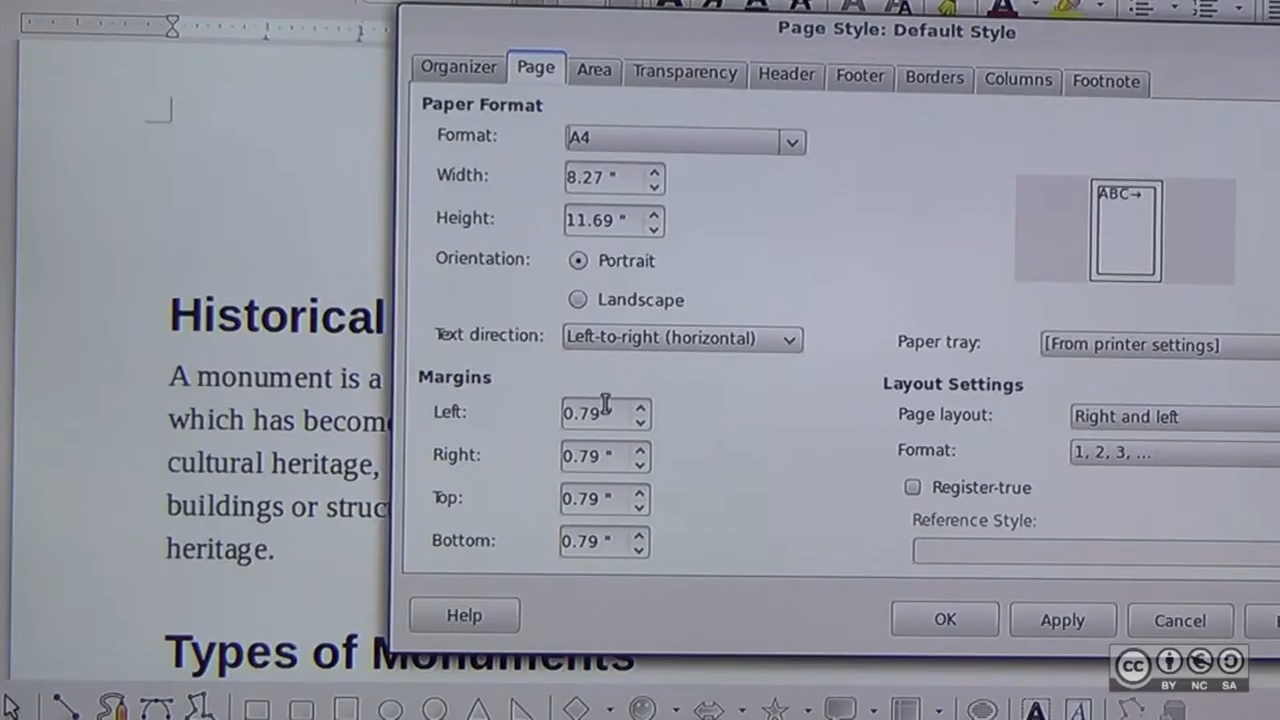 Page Style: Default Style
Organizer Page Area Transparency Header Footer Borders Columns Footnote
Paper Format
Format: A4
Width: 8.27 "
Height: 11.69 "
Orientation: Portrait
Landscape
Text direction: Left-to-right (horizontal)
ABC→
Paper tray: [From printer settings]
Margins
Left: 0.79
Right: 0.79 "
Top: 0.79 "
Bottom: 0.79 "
Layout Settings
Page layout: Right and left
Format: 1, 2, 3, ...
Register-true
Reference Style:
Help OK Apply Cancel
Historical
A monument is a
which has become
cultural heritage,
buildings or struc
heritage.
Types of Monuments
cc BY NC SA